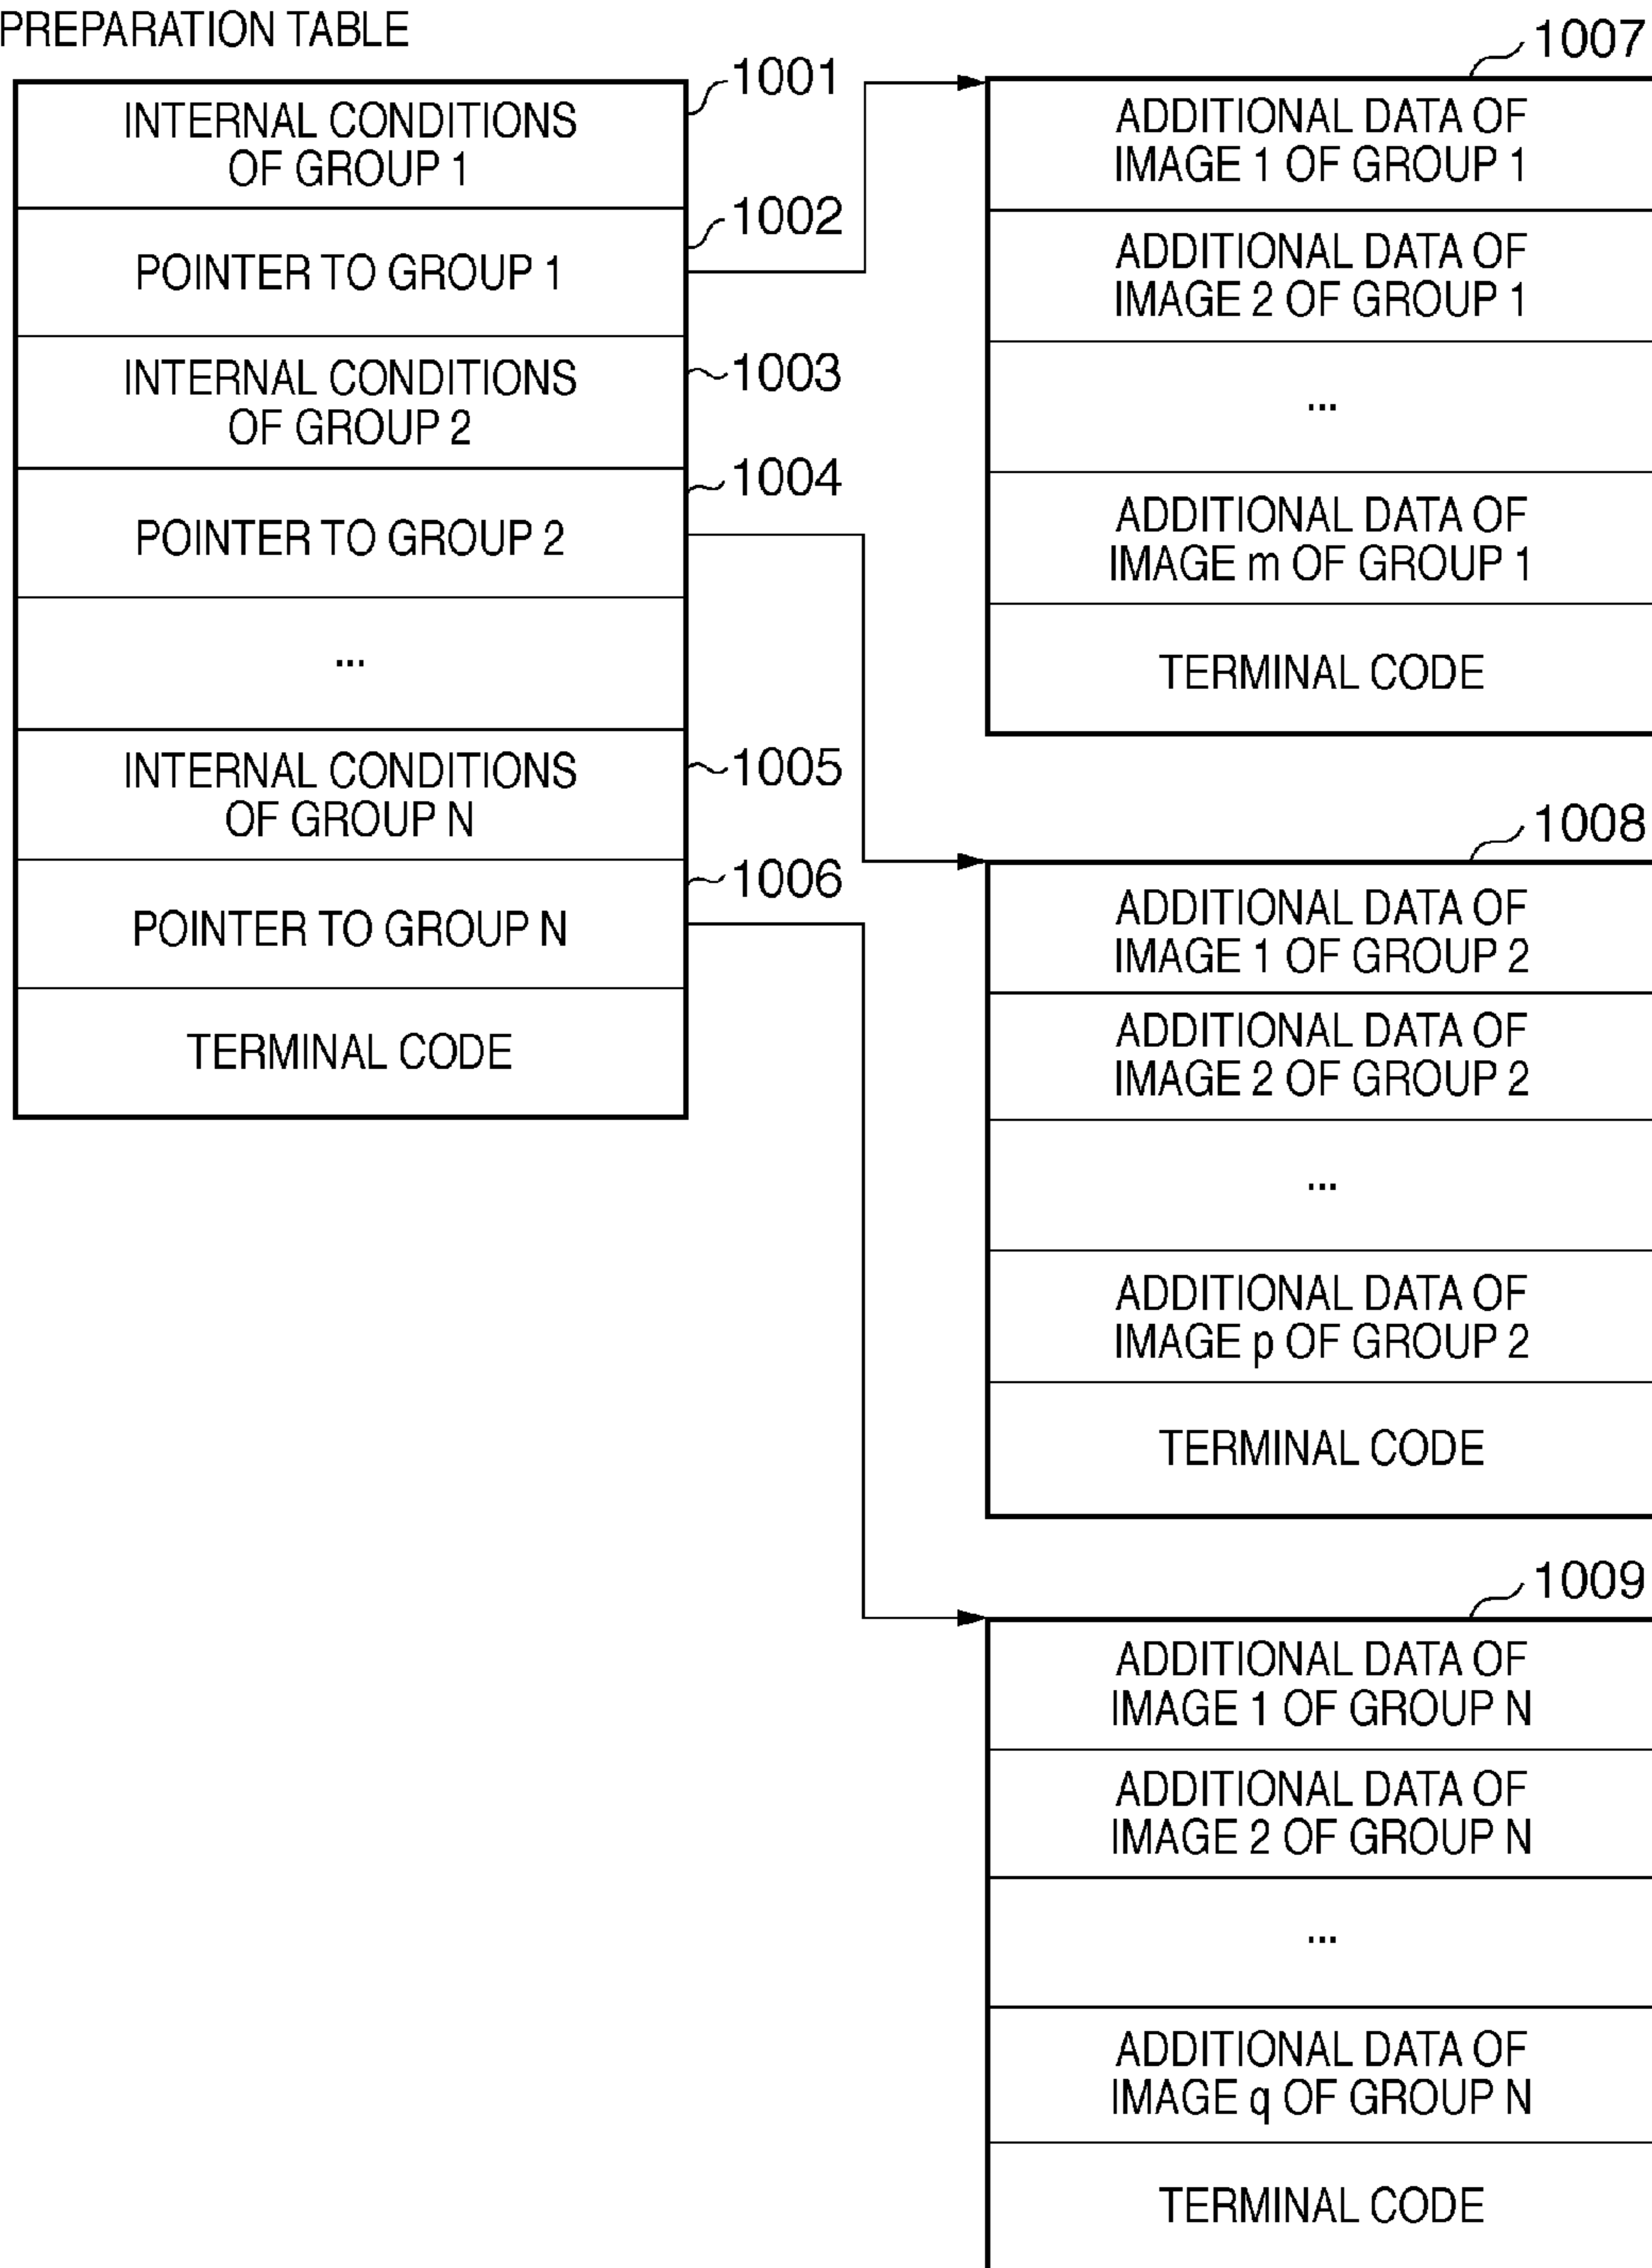 PREPARATION TABLE
1001
INTERNAL CONDITIONS
OF GROUP 1
1002
POINTER TO GROUP 1
1003
INTERNAL CONDITIONS
OF GROUP 2
1004
POINTER TO GROUP 2
...
1005
INTERNAL CONDITIONS
OF GROUP N
1006
POINTER TO GROUP N
TERMINAL CODE
1007
ADDITIONAL DATA OF
IMAGE 1 OF GROUP 1
ADDITIONAL DATA OF
IMAGE 2 OF GROUP 1
...
ADDITIONAL DATA OF
IMAGE m OF GROUP 1
TERMINAL CODE
1008
ADDITIONAL DATA OF
IMAGE 1 OF GROUP 2
ADDITIONAL DATA OF
IMAGE 2 OF GROUP 2
...
ADDITIONAL DATA OF
IMAGE p OF GROUP 2
TERMINAL CODE
1009
ADDITIONAL DATA OF
IMAGE 1 OF GROUP N
ADDITIONAL DATA OF
IMAGE 2 OF GROUP N
...
ADDITIONAL DATA OF
IMAGE q OF GROUP N
TERMINAL CODE